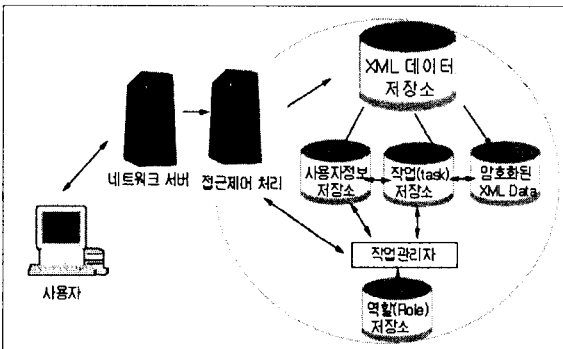 XML 데이터
저장소
네트워크 서버
접근제어 처리
사용자정보
저장소
작업(task)
저장소
암호화된
XML Data
작업관리자
사용자
역할(Role)
저장소